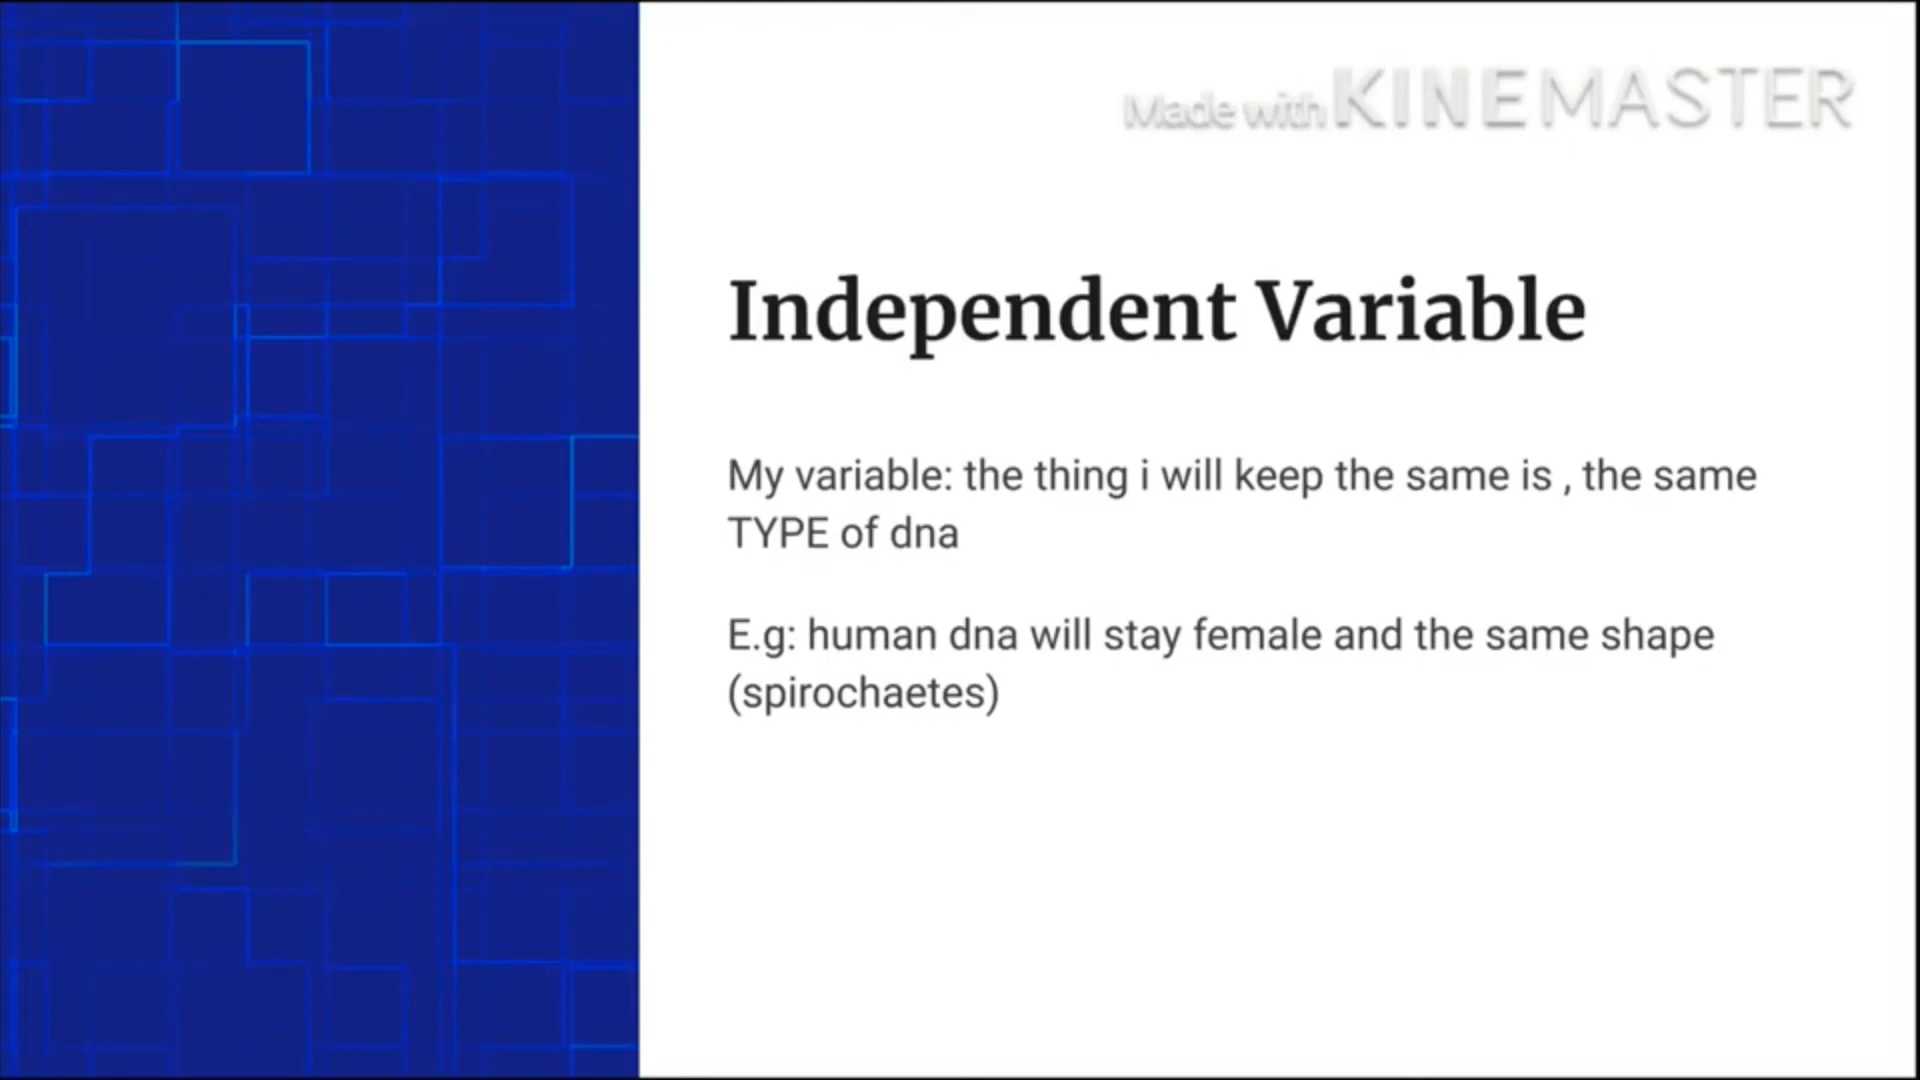 Made with KINEMASTER
Independent Variable
My variable: the thing i will keep the same is , the same
TYPE of dna
E.g: human dna will stay female and the same shape
(spirochaetes)